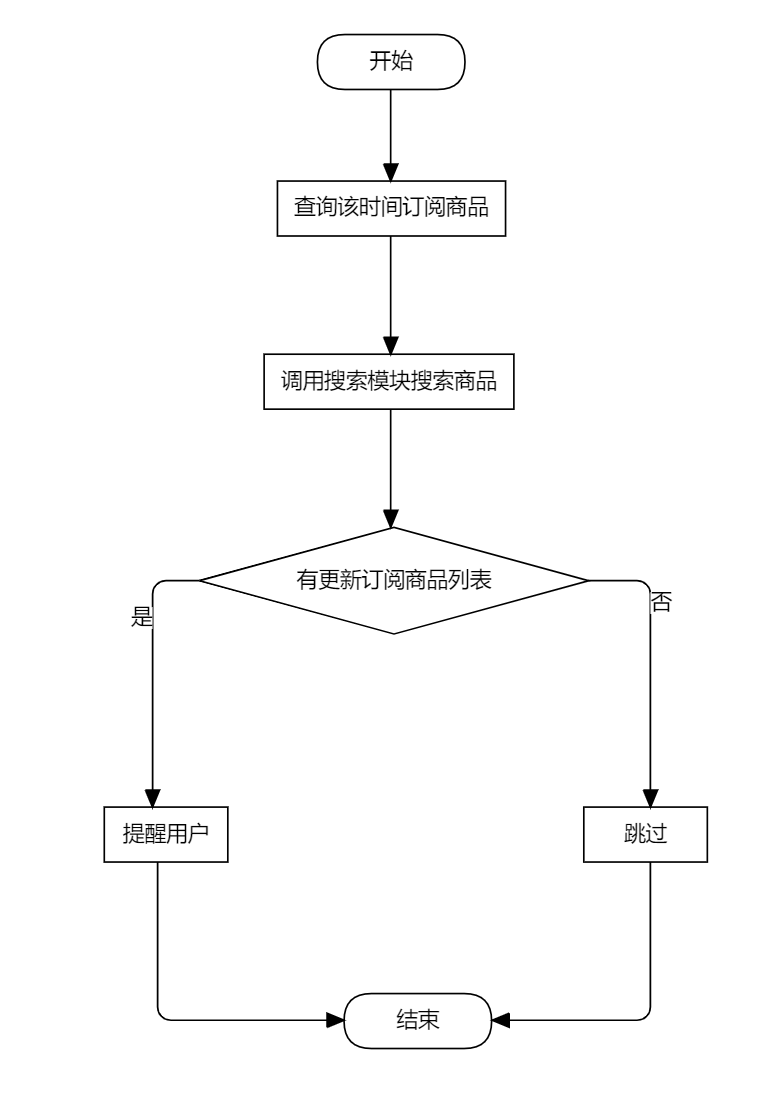 开始
查询该时间订阅商品
调用搜索模块搜索商品
有更新订阅商品列表
是
否
提醒用户
跳过
结束